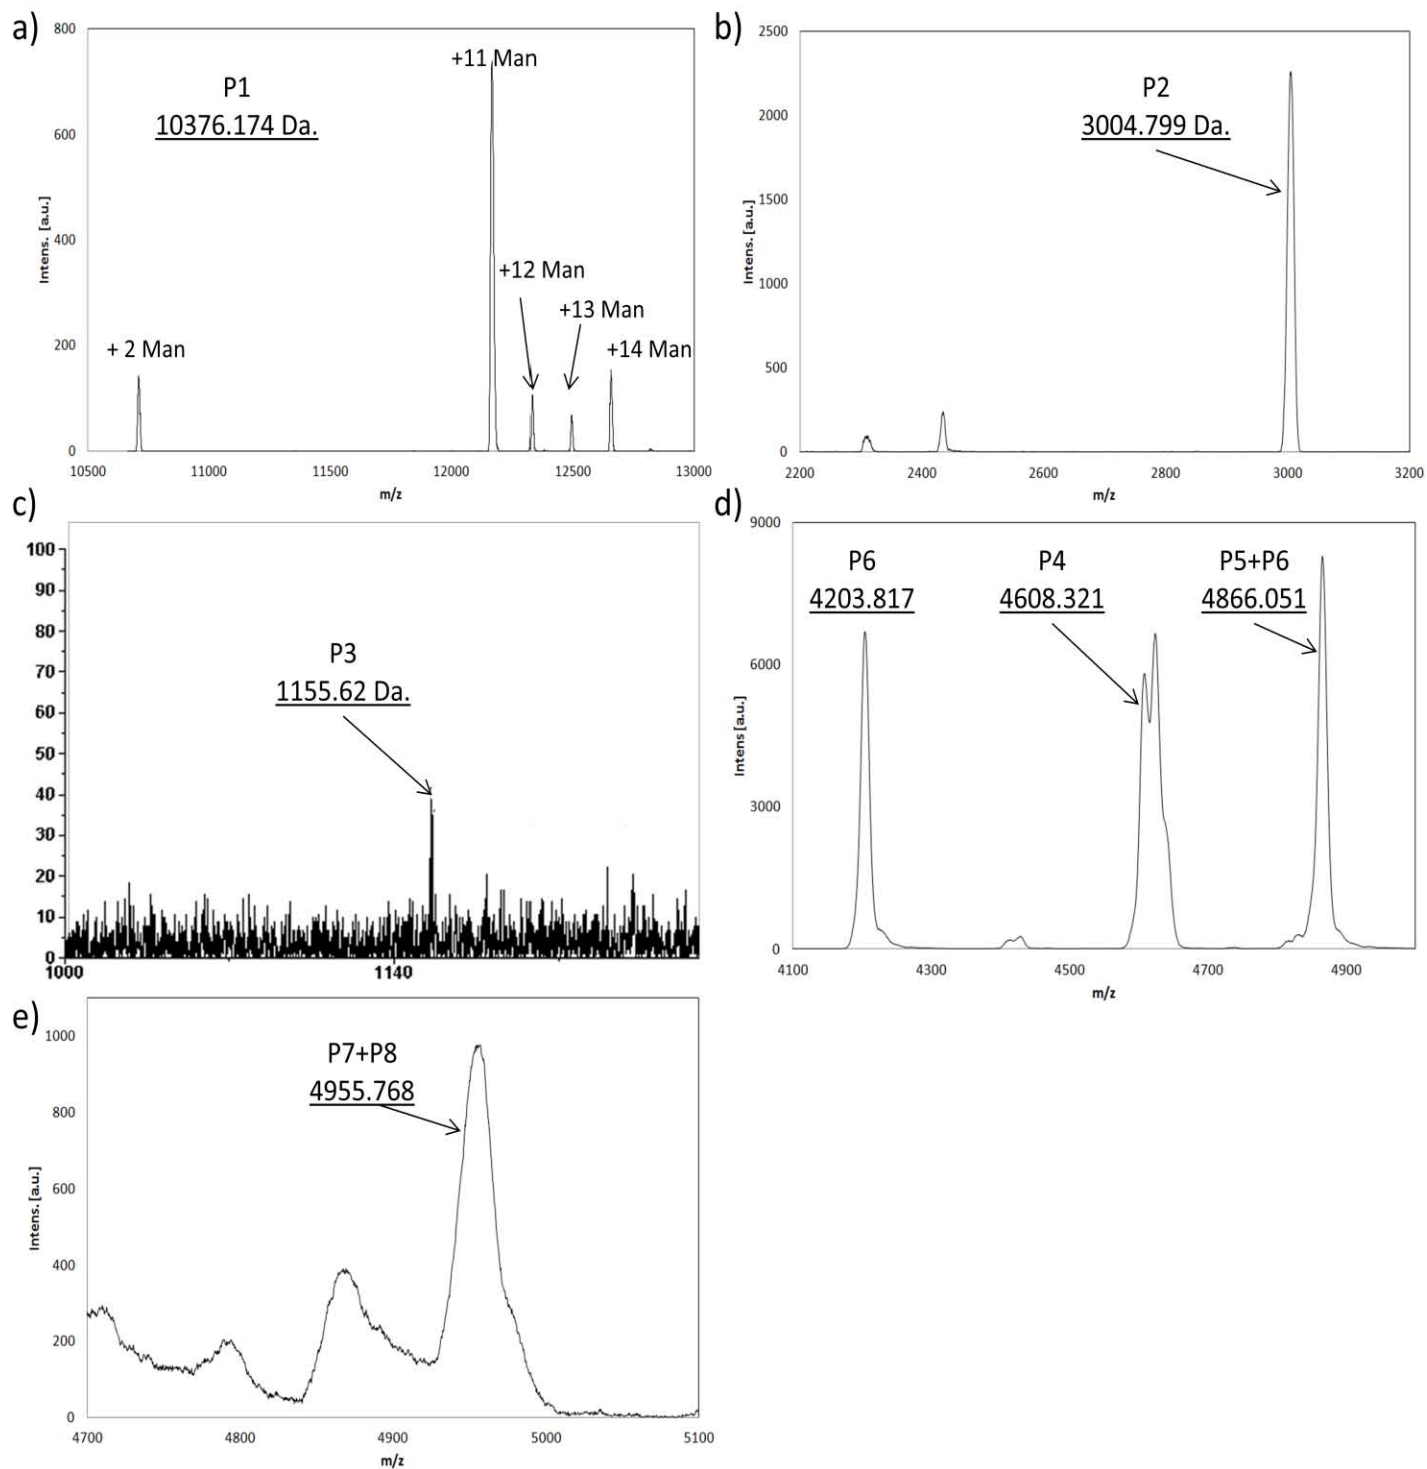 a)
800
600
400
200
0
Intens. [a.u.]
P1
10376.174 Da.
+ 2 Man
+11 Man
+12 Man
+13 Man
+14 Man
10500 11000 11500 12000 12500 13000
m/z
b)
2500
2000
1500
1000
500
0
Intens. [a.u.]
P2
3004.799 Da.
2200 2400 2600 2800 3000 3200
m/z
c)
100
90
80
70
60
50
40
30
20
10
0
P3
1155.62 Da.
1000 1140
d)
9000
6000
3000
0
Intens [a.u.]
P6
4203.817
P4
4608.321
P5+P6
4866.051
4100 4300 4500 4700 4900
m/z
e)
1000
800
600
400
200
0
Intens. [a.u.]
P7+P8
4955.768
4700 4800 4900 5000 5100
m/z